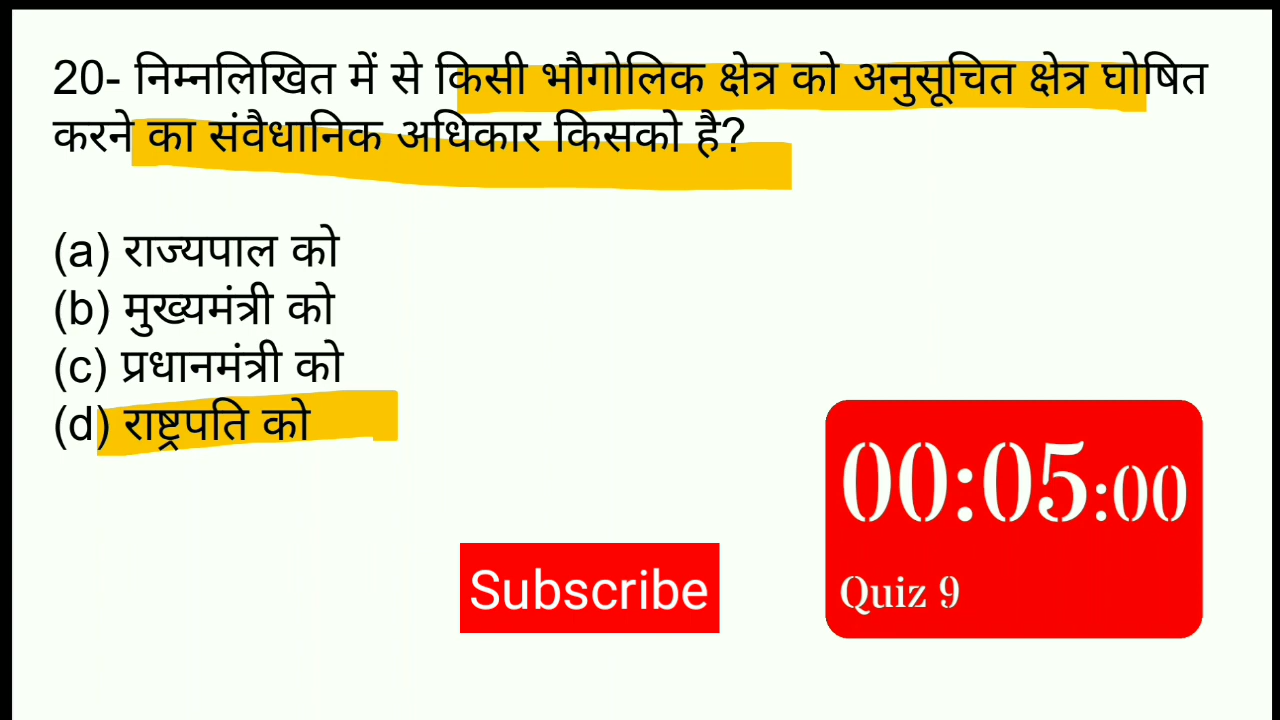 20- निम्नलिखित में से किसी भौगोलिक क्षेत्र को अनुसूचित क्षेत्र घोषित
करने का संवैधानिक अधिकार किसको है?
(a) राज्यपाल को
(b) मुख्यमंत्री को
(c) प्रधानमंत्री को
(d) राष्ट्रपति को
00:05:00
Quiz 9
Subscribe